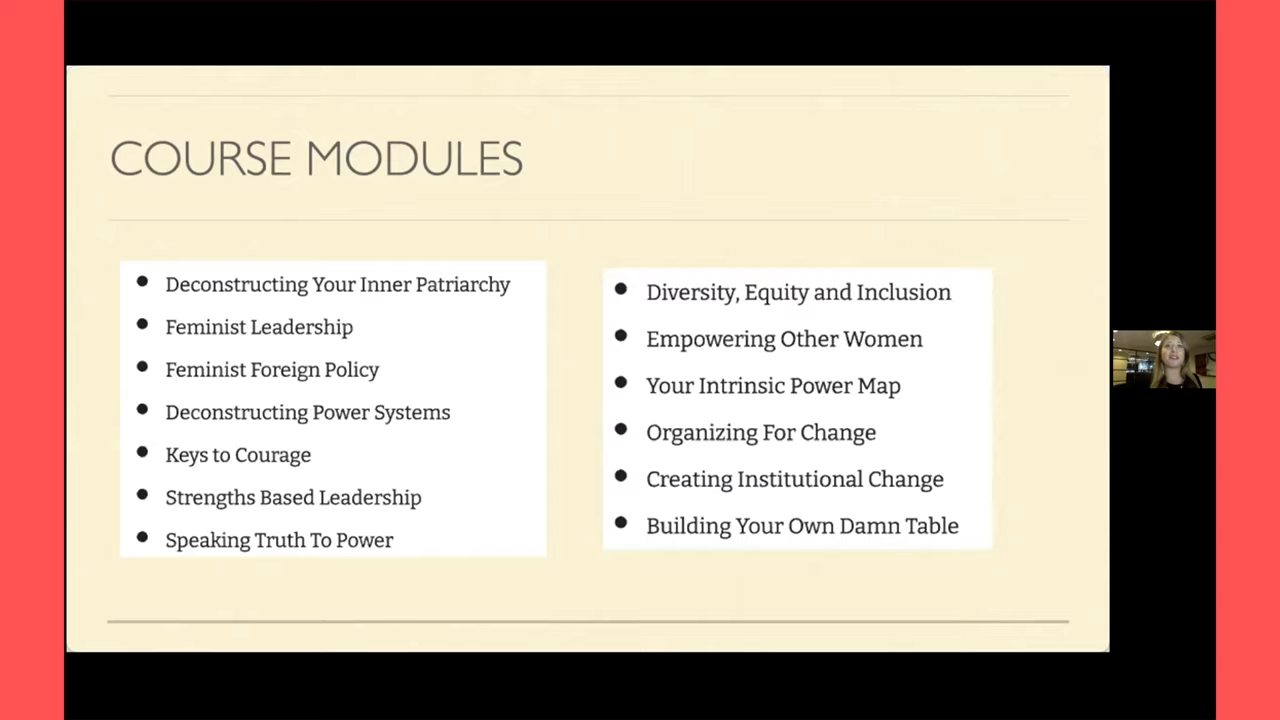 COURSE MODULES
Deconstructing Your Inner Patriarchy
Feminist Leadership
Feminist Foreign Policy
Deconstructing Power Systems
Keys to Courage
Strengths Based Leadership
Speaking Truth To Power
Diversity, Equity and Inclusion
Empowering Other Women
Your Intrinsic Power Map
Organizing For Change
Creating Institutional Change
Building Your Own Damn Table